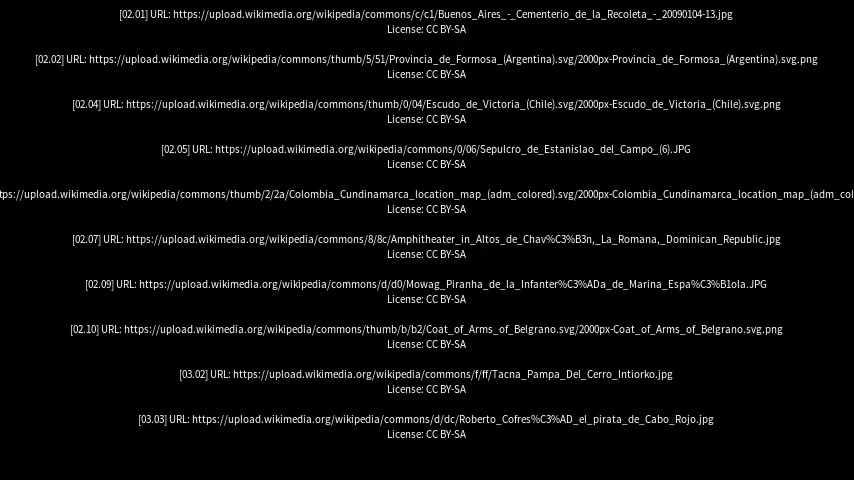 [02.01] URL: https://upload.wikimedia.org/wikipedia/commons/c/c1/Buenos_Aires_-_Cementerio_de_la_Recoleta_-_20090104-13.jpg
License: CC BY-SA
[02.02] URL: https://upload.wikimedia.org/wikipedia/commons/thumb/5/51/Provincia_de_Formosa_(Argentina).svg/2000px-Provincia_de_Formosa_(Argentina).svg.png
License: CC BY-SA
[02.04] URL: https://upload.wikimedia.org/wikipedia/commons/thumb/0/04/Escudo_de_Victoria_(Chile).svg/2000px-Escudo_de_Victoria_(Chile).svg.png
License: CC BY-SA
[02.05] URL: https://upload.wikimedia.org/wikipedia/commons/0/06/Sepulcro_de_Estanislao_del_Campo_(6).JPG
License: CC BY-SA
tps://upload.wikimedia.org/wikipedia/commons/thumb/2/2a/Colombia_Cundinamarca_location_map_(adm_colored).svg/2000px-Colombia_Cundinamarca_location_map_(adm_col
License: CC BY-SA
[02.07] URL: https://upload.wikimedia.org/wikipedia/commons/8/8c/Amphitheater_in_Altos_de_Chav%C3%B3n,_La_Romana,_Dominican_Republic.jpg
License: CC BY-SA
[02.09] URL: https://upload.wikimedia.org/wikipedia/commons/d/d0/Mowag_Piranha_de_la_Infanter%C3%ADa_de_Marina_Espa%C3%B1ola.JPG
License: CC BY-SA
[02.10] URL: https://upload.wikimedia.org/wikipedia/commons/thumb/b/b2/Coat_of_Arms_of_Belgrano.svg/2000px-Coat_of_Arms_of_Belgrano.svg.png
License: CC BY-SA
[03.02] URL: https://upload.wikimedia.org/wikipedia/commons/f/ff/Tacna_Pampa_Del_Cerro_Intiorko.jpg
License: CC BY-SA
[03.03] URL: https://upload.wikimedia.org/wikipedia/commons/d/dc/Roberto_Cofres%C3%AD_el_pirata_de_Cabo_Rojo.jpg
License: CC BY-SA